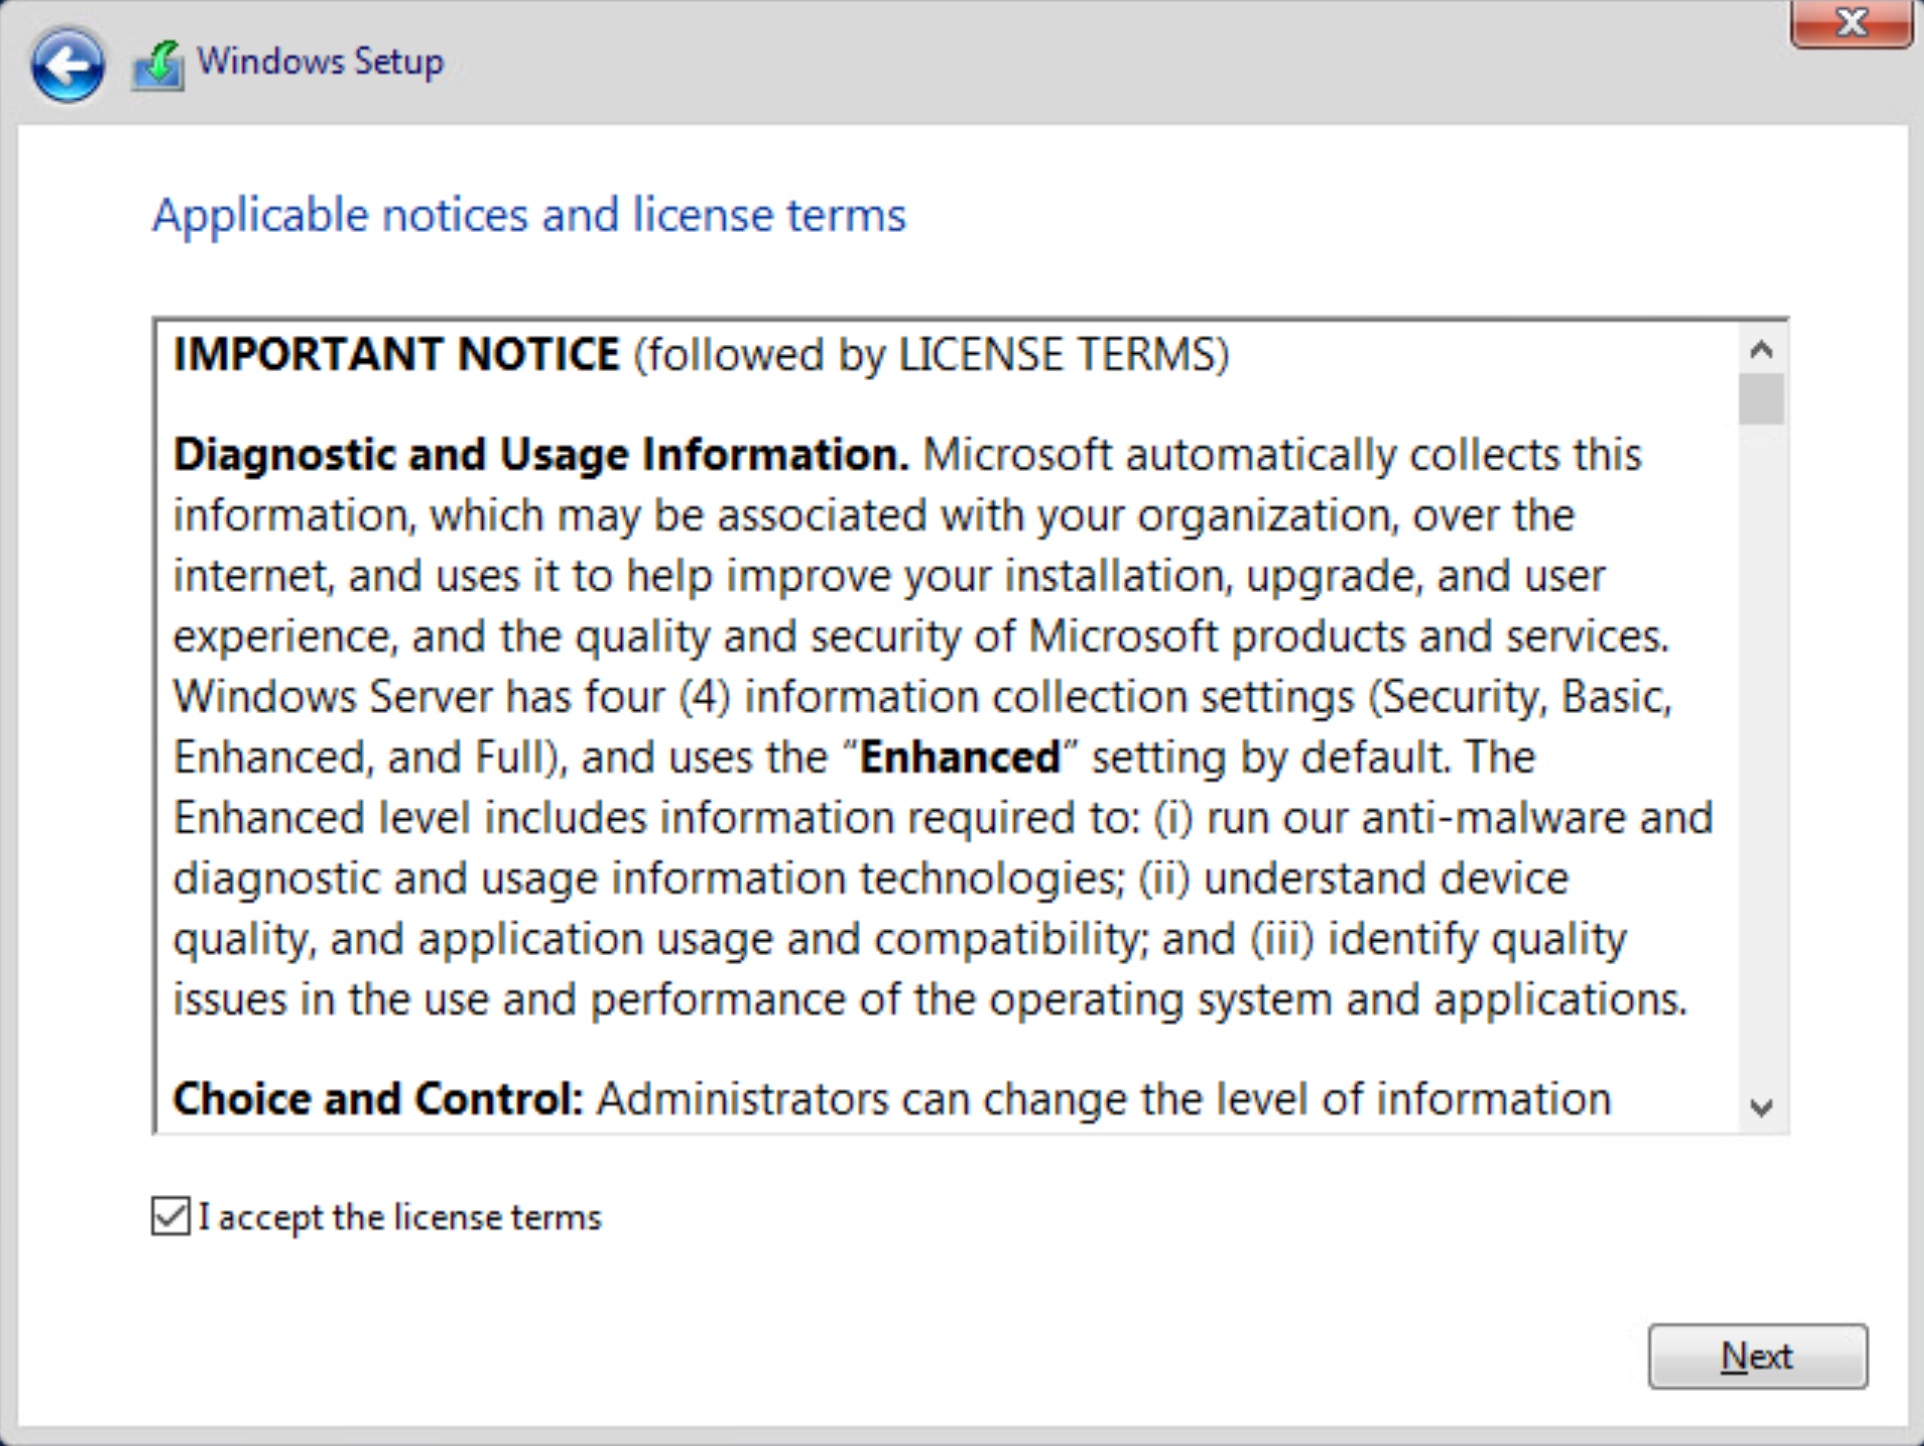 Windows Setup
Applicable notices and license terms
IMPORTANT NOTICE (followed by LICENSE TERMS)
Diagnostic and Usage Information. Microsoft automatically collects this
information, which may be associated with your organization, over the
internet, and uses it to help improve your installation, upgrade, and user
experience, and the quality and security of Microsoft products and services.
Windows Server has four (4) information collection settings (Security, Basic,
Enhanced, and Full), and uses the “Enhanced” setting by default. The
Enhanced level includes information required to: (i) run our anti-malware and
diagnostic and usage information technologies; (ii) understand device
quality, and application usage and compatibility; and (iii) identify quality
issues in the use and performance of the operating system and applications.
Choice and Control: Administrators can change the level of information
I accept the license terms
Next